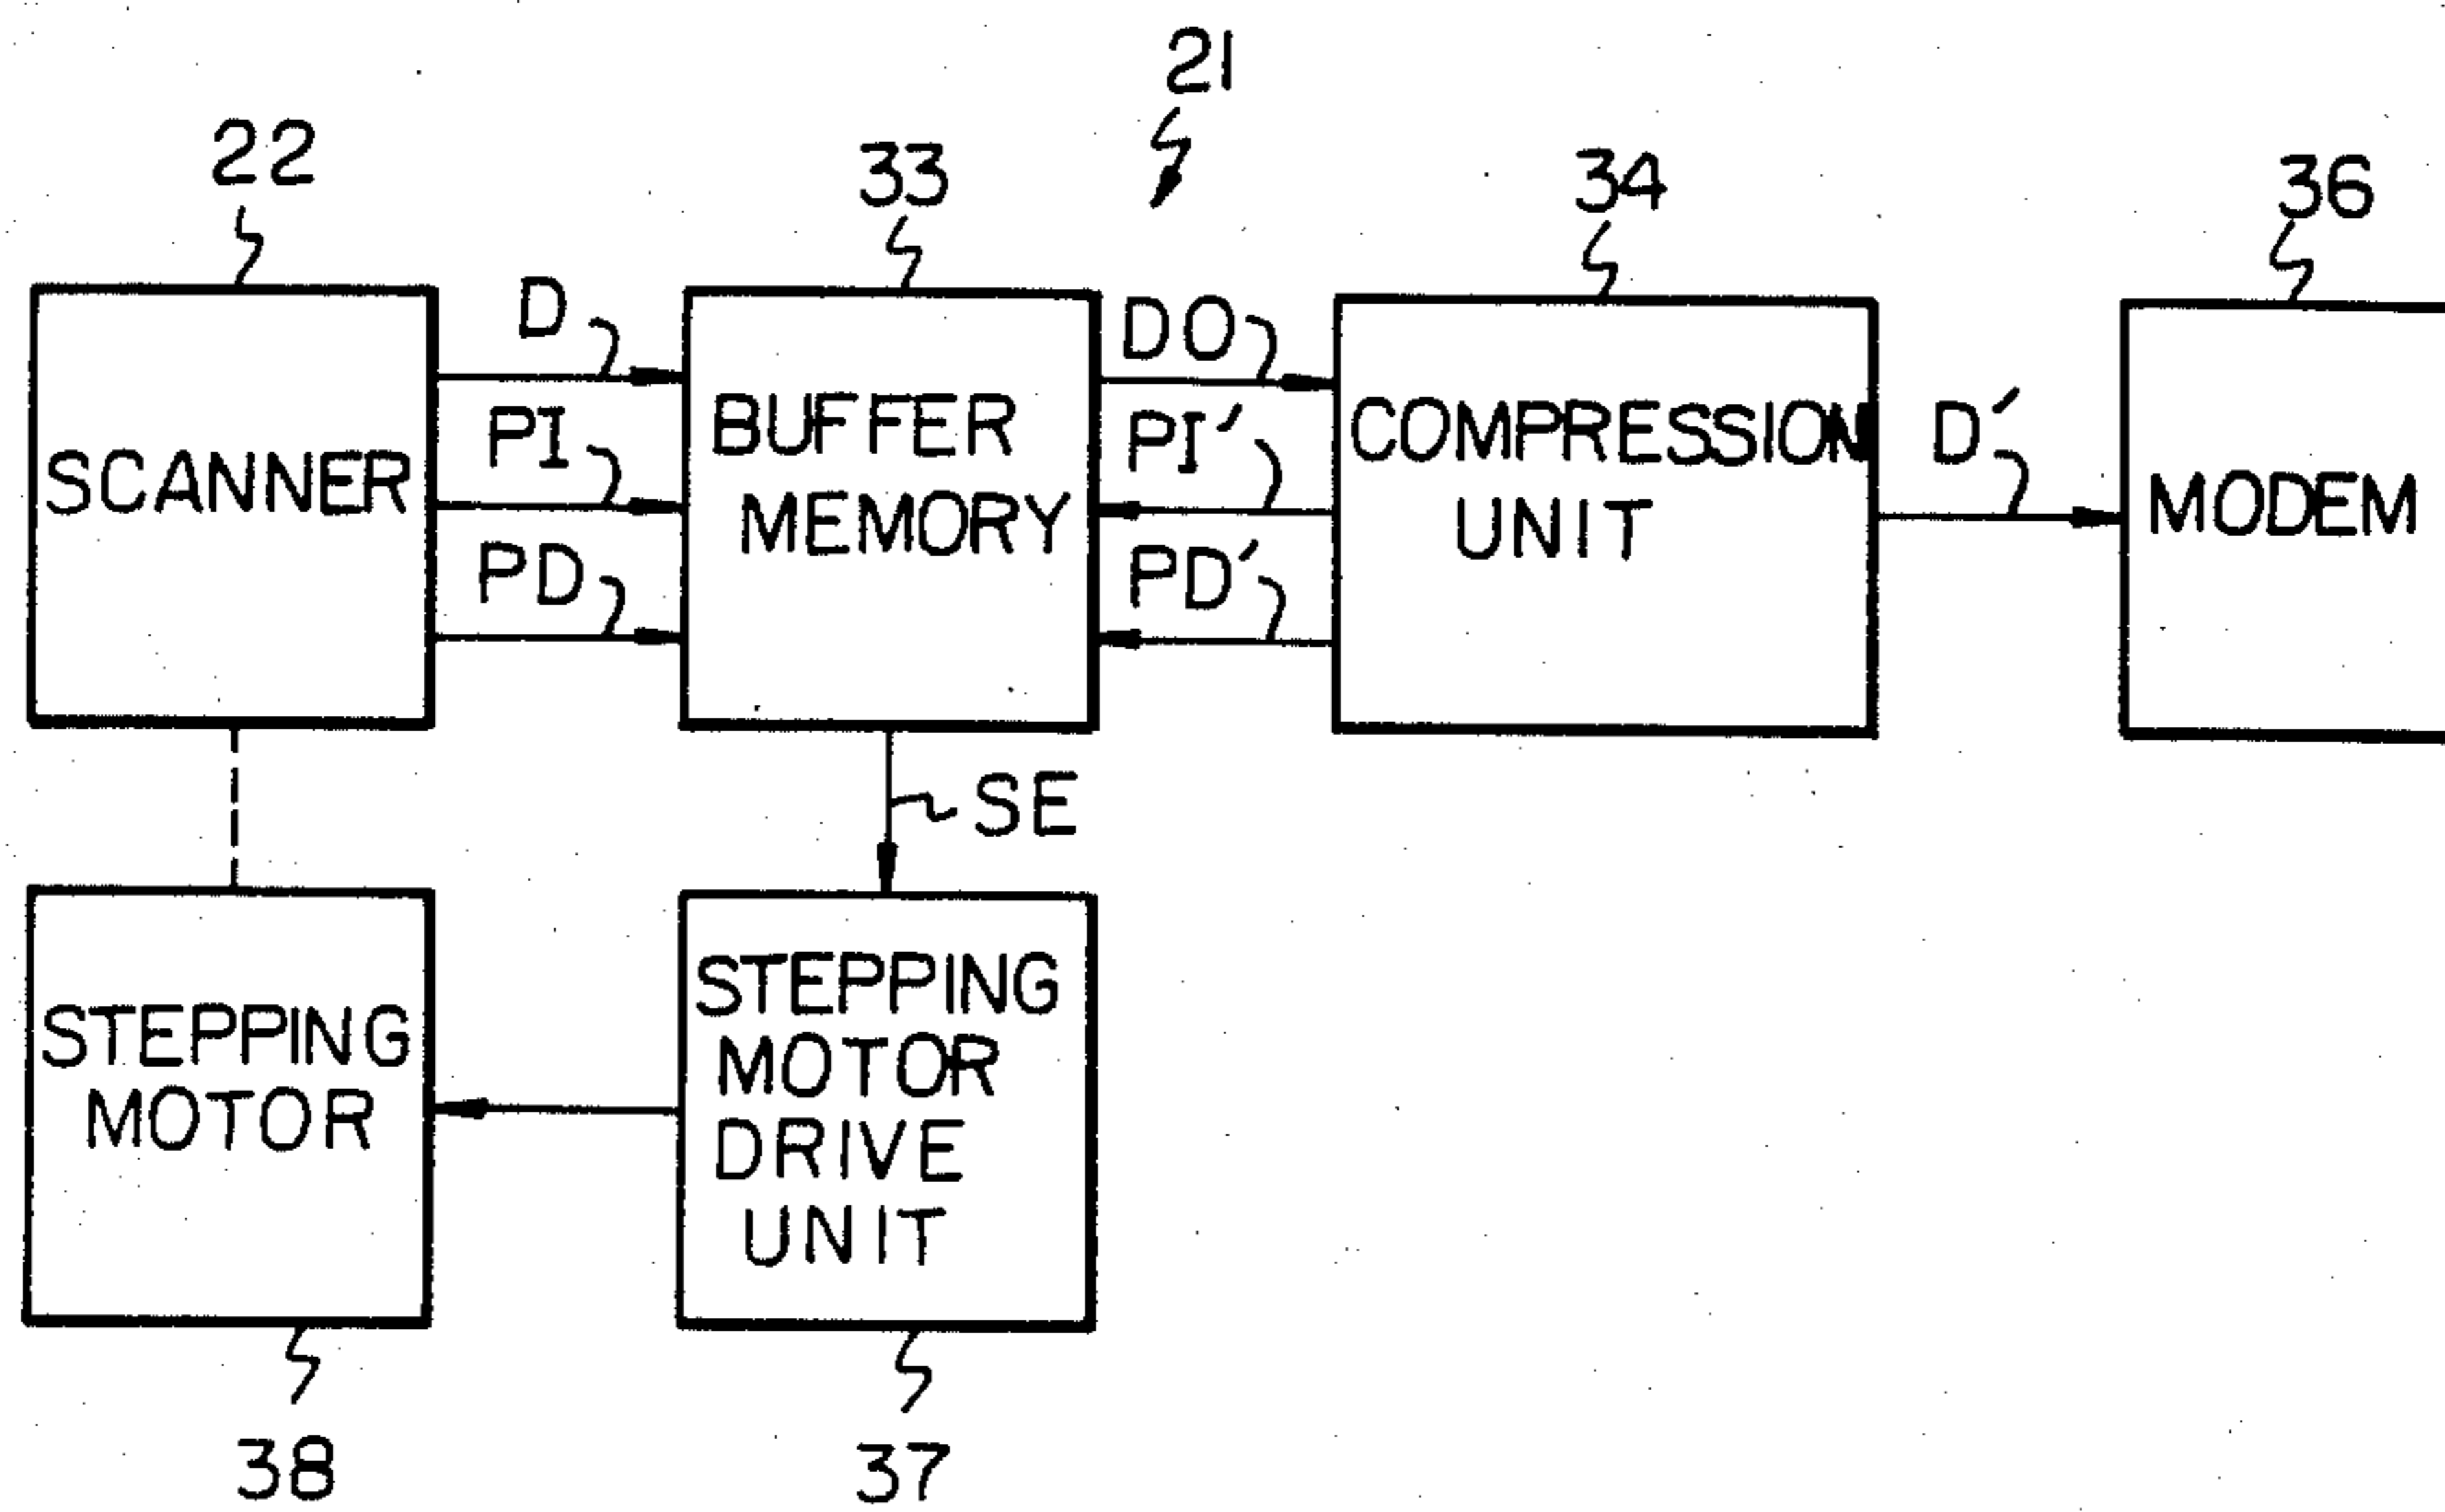 21
22
33
34
36
D
DO
PI
PI′
PD
PD′
D′
SCANNER
BUFFER
MEMORY
COMPRESSION
UNIT
MODEM
SE
STEPPING
MOTOR
STEPPING
MOTOR
DRIVE
UNIT
38
37